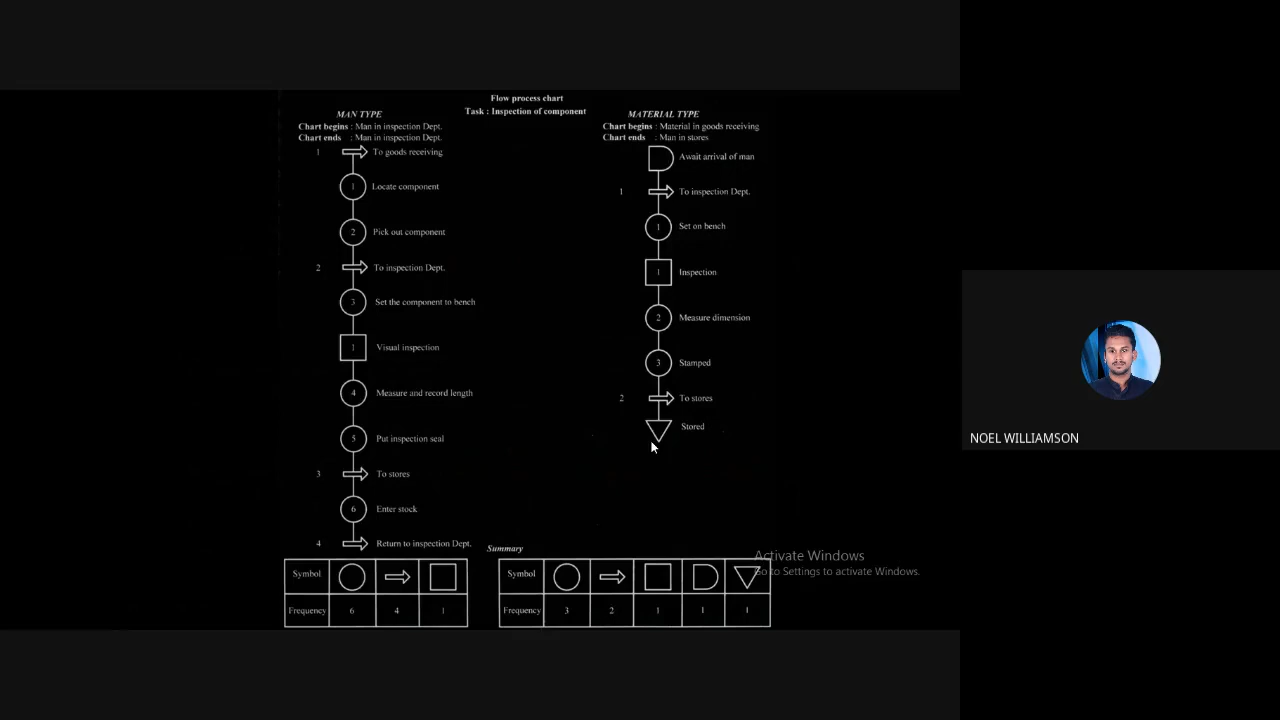 Flow process chart
Task : Inspection of component
MAN TYPE
Chart begins : Man in inspection Dept.
Chart ends : Man in inspection Dept.
1 To goods receiving
1 Locate component
2 Pick out component
2 To inspection Dept.
3 Set the component to bench
1 Visual inspection
4 Measure and record length
5 Put inspection seal
3 To stores
6 Enter stock
4 Return to inspection Dept.
MATERIAL TYPE
Chart begins : Material in goods receiving
Chart ends : Man in stores
Await arrival of man
1 To inspection Dept.
1 Set on bench
1 Inspection
2 Measure dimension
3 Stamped
2 To stores
Stored
Summary
Symbol
Frequency 6 4 1
Symbol
Frequency 3 2 1 1 1
Activate Windows
Go to Settings to activate Windows.
NOEL WILLIAMSON